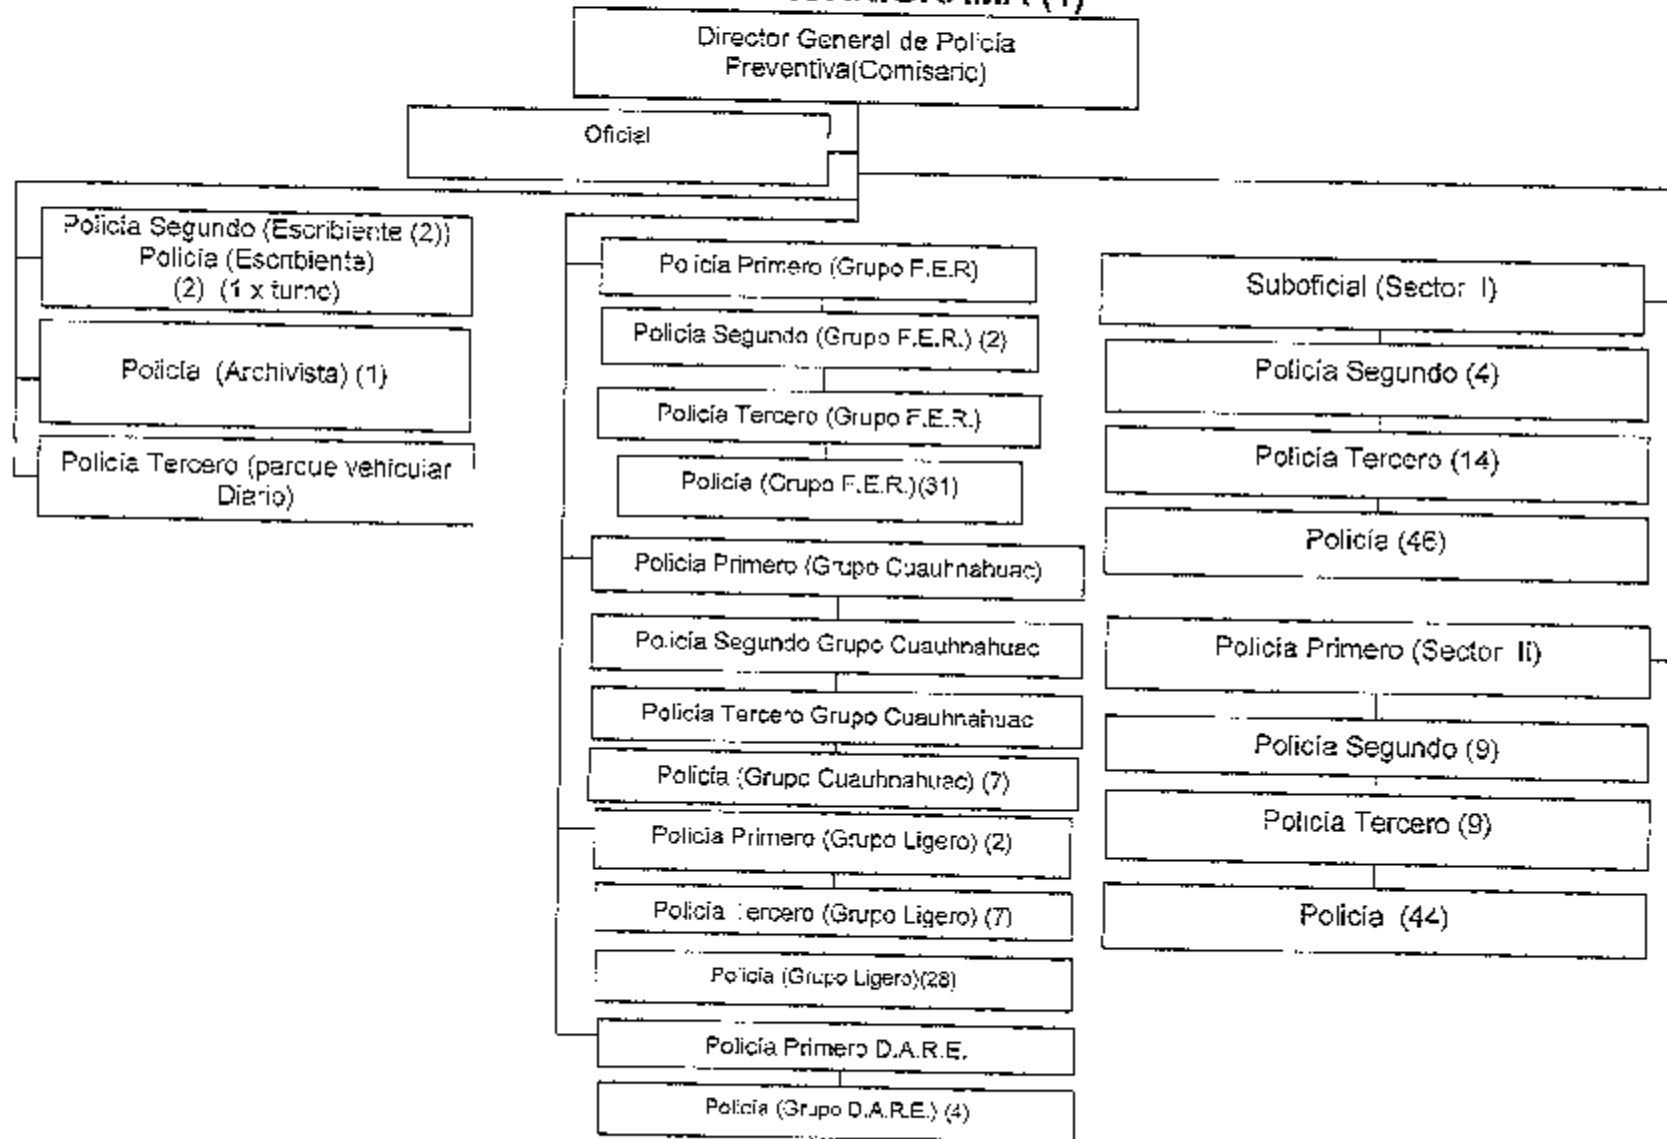 (1)
Director General de Policía
Preventiva(Comisario)
Oficial
Policía Segundo (Escribiente (2))
Policía (Escribiente)
(2) (1 x turno)
Policía (Archivista) (1)
Policía Tercero (parque vehicular
Diario)
Policía Primero (Grupo F.E.R)
Policía Segundo (Grupo F.E.R.) (2)
Policía Tercero (Grupo F.E.R.)
Policía (Grupo F.E.R.)(31)
Policía Primero (Grupo Cuauhnahuac)
Policía Segundo Grupo Cuauhnahuac
Policía Tercero Grupo Cuauhnahuac
Policía (Grupo Cuauhnahuac) (7)
Policía Primero (Grupo Ligero) (2)
Policía Tercero (Grupo Ligero) (7)
Policía (Grupo Ligero)(28)
Policía Primero D.A.R.E.
Policía (Grupo D.A.R.E.) (4)
Suboficial (Sector I)
Policía Segundo (4)
Policía Tercero (14)
Policía (46)
Policía Primero (Sector II)
Policía Segundo (9)
Policía Tercero (9)
Policía (44)